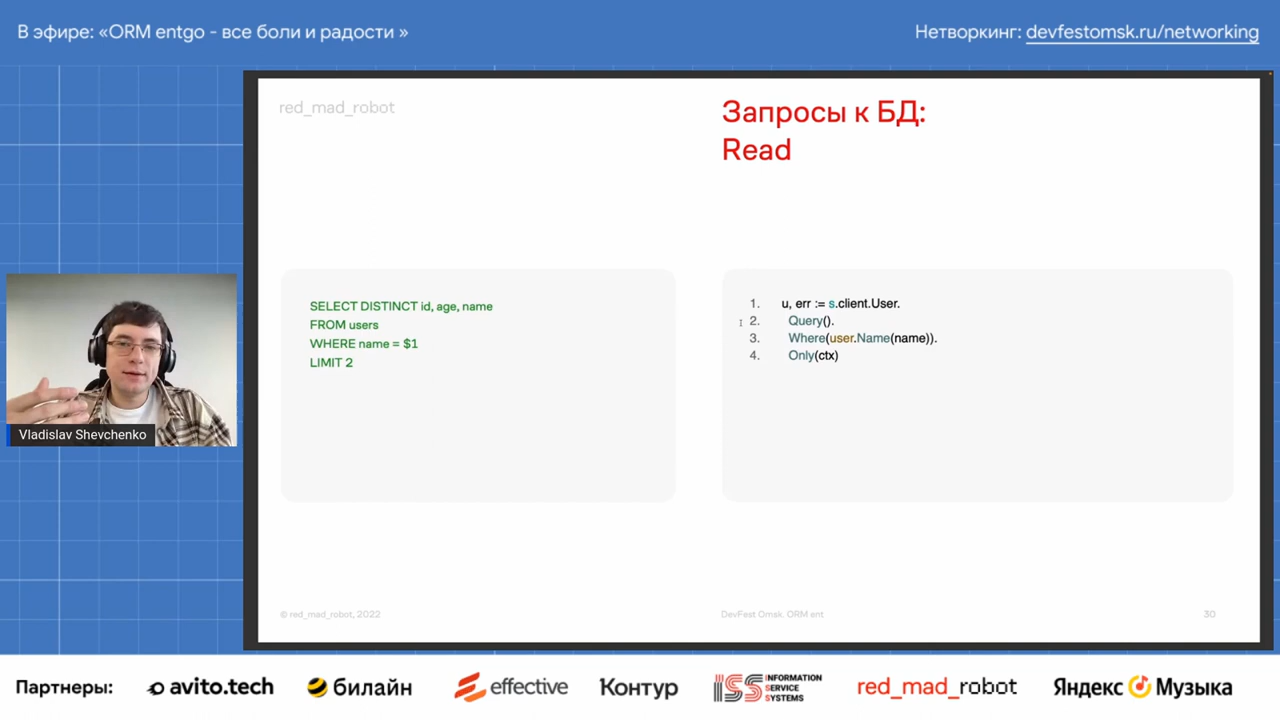 В эфире: «ORM entgo - все боли и радости »
Нетворкинг: devfestomsk.ru/networking
red_mad_robot
Запросы к БД:
Read
SELECT DISTINCT id, age, name
FROM users
WHERE name = $1
LIMIT 2
1. u, err := s.client.User.
2. Query().
3. Where(user.Name(name)).
4. Only(ctx)
Vladislav Shevchenko
© red_mad_robot, 2022
DevFest Omsk. ORM ent
30
Партнеры:
avito.tech
билайн
effective
Контур
ISS INFORMATION
SERVICE
SYSTEMS
red_mad_robot
Яндекс Музыка